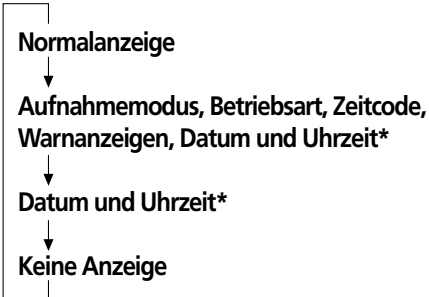 Normalanzeige
Aufnahmemodus, Betriebsart, Zeitcode,
Warnanzeigen, Datum und Uhrzeit*
Datum und Uhrzeit*
Keine Anzeige